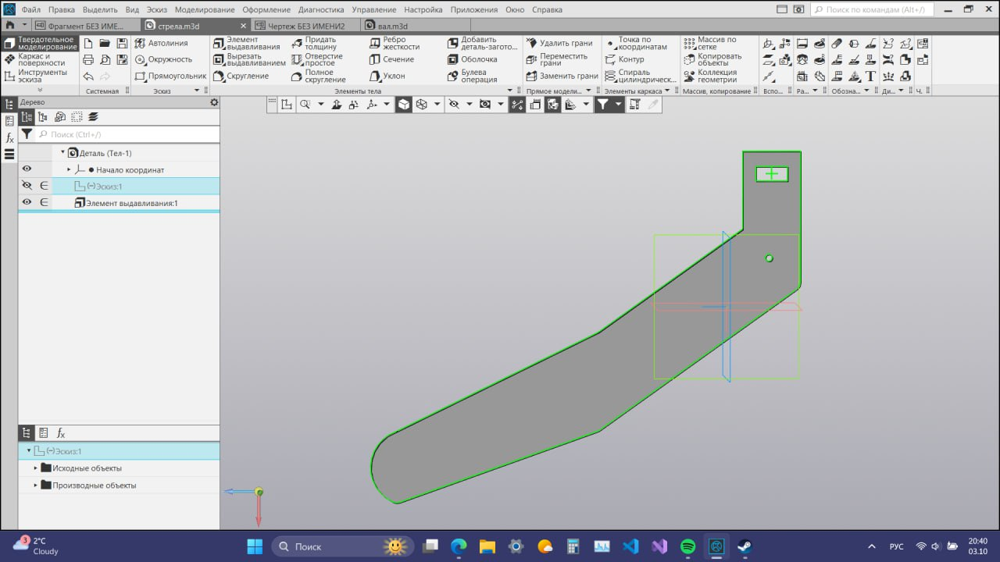 Файл Правка Выделить Вид Эскиз Моделирование Оформление Диагностика Управление Настройка Приложения Окно Справка
Поиск по командам (Alt+/)
Фрагмент БЕЗ ИМЕ...
стрела.m3d
Чертеж БЕЗ ИМЕНИ2
вал.m3d
Твердотельное
моделирование
Каркас и
поверхности
Инструменты
эскиза
Системная
Автолиния
Окружность
Прямоугольник
Эскиз
Элемент
выдавливания
Вырезать
выдавливанием
Скругление
Придать
толщину
Отверстие
простое
Полное
скругление
Ребро
жесткости
Сечение
Уклон
Добавить
деталь-загото...
Оболочка
Булева
операция
Элементы тела
Удалить грани
Переместить
грани
Заменить грани
Прямое модели...
Точка по
координатам
Контур
Спираль
цилиндрическ...
Элементы каркаса
Массив по
сетке
Копировать
объекты
Коллекция
геометрии
Массив, копирование
Вспо...
Ра...
Обозна...
Ди...
Ч.
Дерево
Поиск (Ctrl+/)
Деталь (Тел-1)
Начало координат
(−)Эскиз:1
Элемент выдавливания:1
fx
fx
(−)Эскиз:1
Исходные объекты
Производные объекты
3
2°C
Cloudy
Поиск
РУС
20:40
03.10